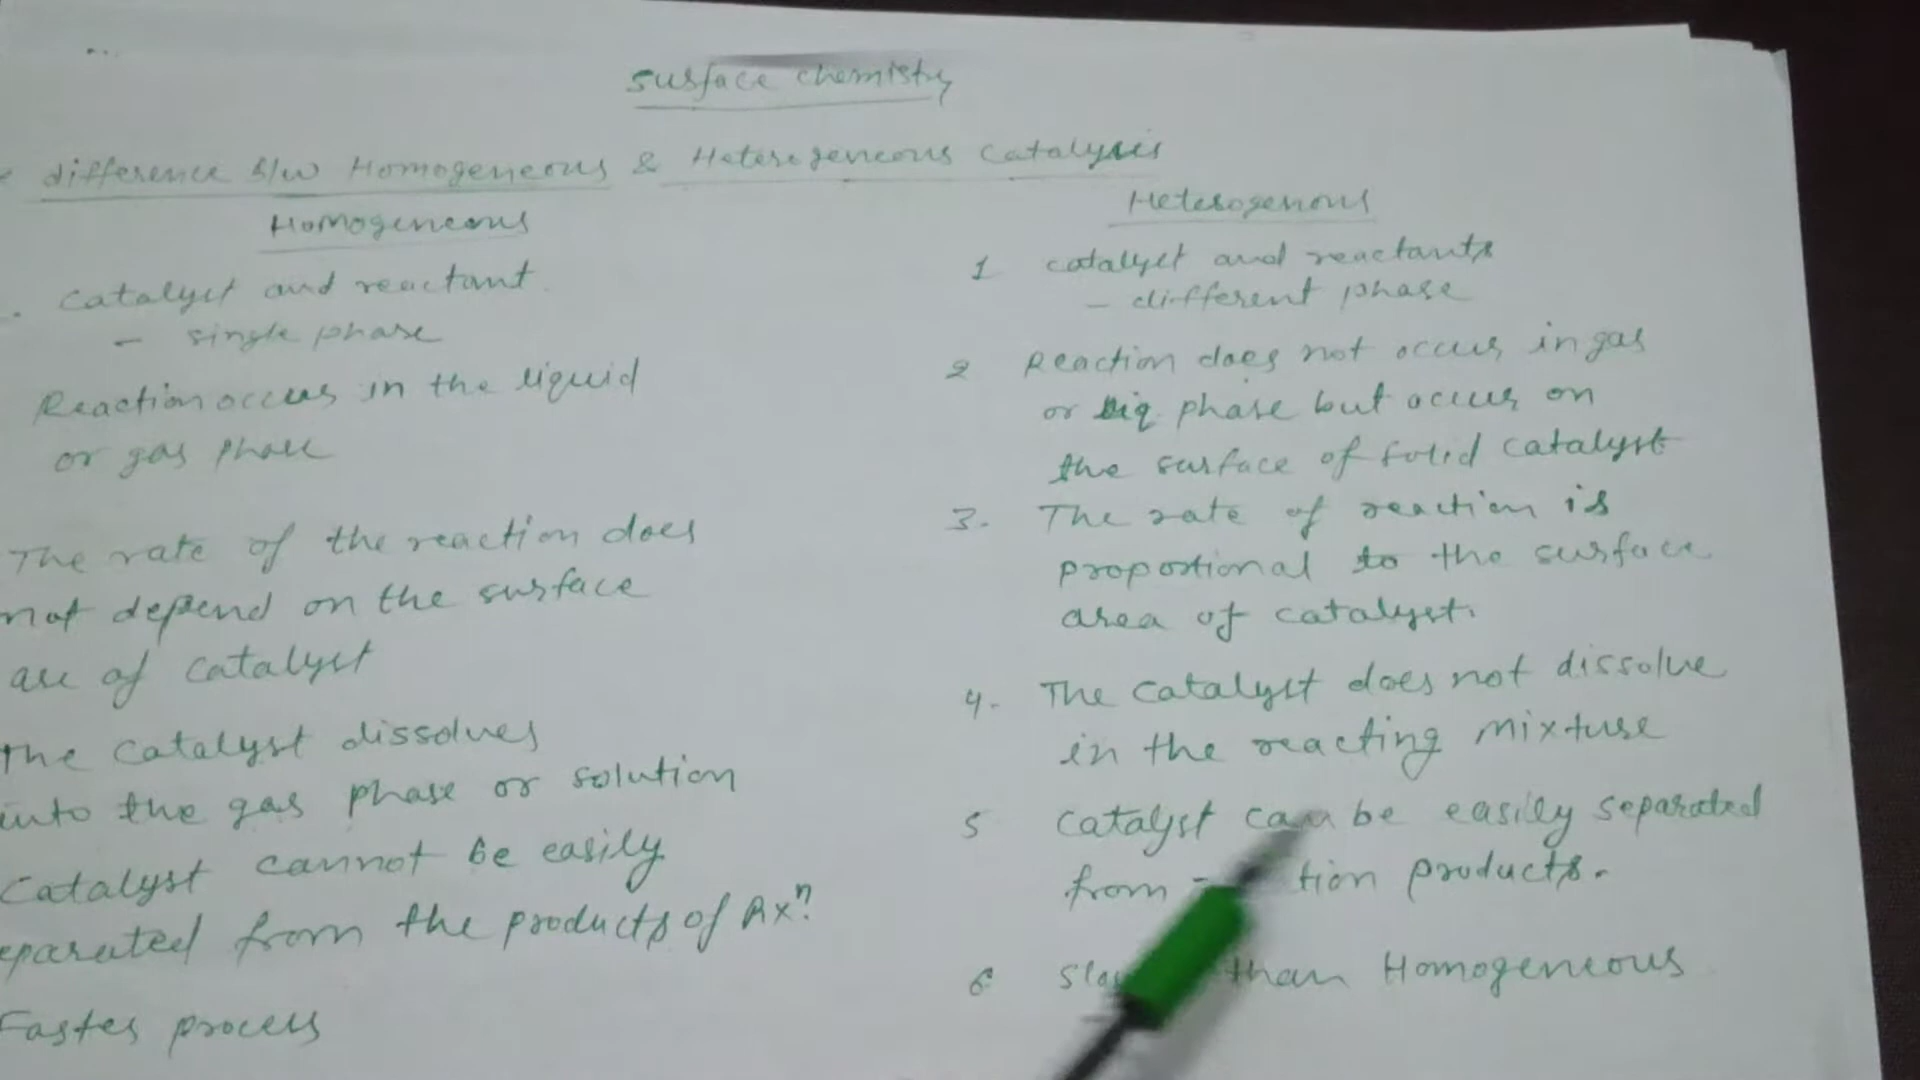 Surface chemistry
difference b/w Homogeneous & Heterogeneous Catalysis
Homogeneous
Catalyst and reactant.
- single phase
Reaction occurs in the liquid
or gas phase
The rate of the reaction does
not depend on the surface
are of catalyst
The catalyst dissolves
into the gas phase or solution
Catalyst cannot be easily
eparated from the products of Rxⁿ.
Faster process
Heterogenous
1 catalyst and reactants
- different phase
2 Reaction does not occur in gas
or liq. phase but occur on
the surface of solid catalyst
3. The rate of reaction is
proportional to the surface
area of catalyst.
4. The catalyst does not dissolve
in the reacting mixture
5 Catalyst can be easily separated
from tion products.
6 than Homogeneous